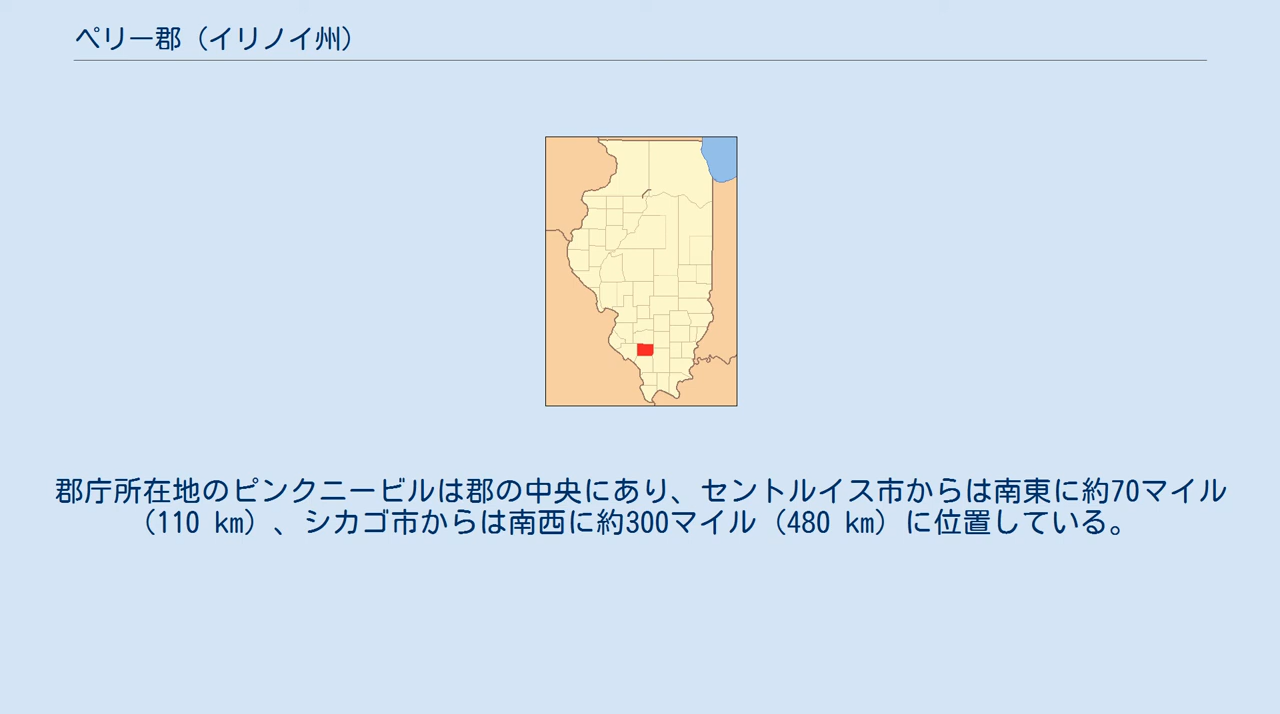 ペリー郡（イリノイ州）
郡庁所在地のピンクニービルは郡の中央にあり、セントルイス市からは南東に約70マイル
（110 km）、シカゴ市からは南西に約300マイル（480 km）に位置している。